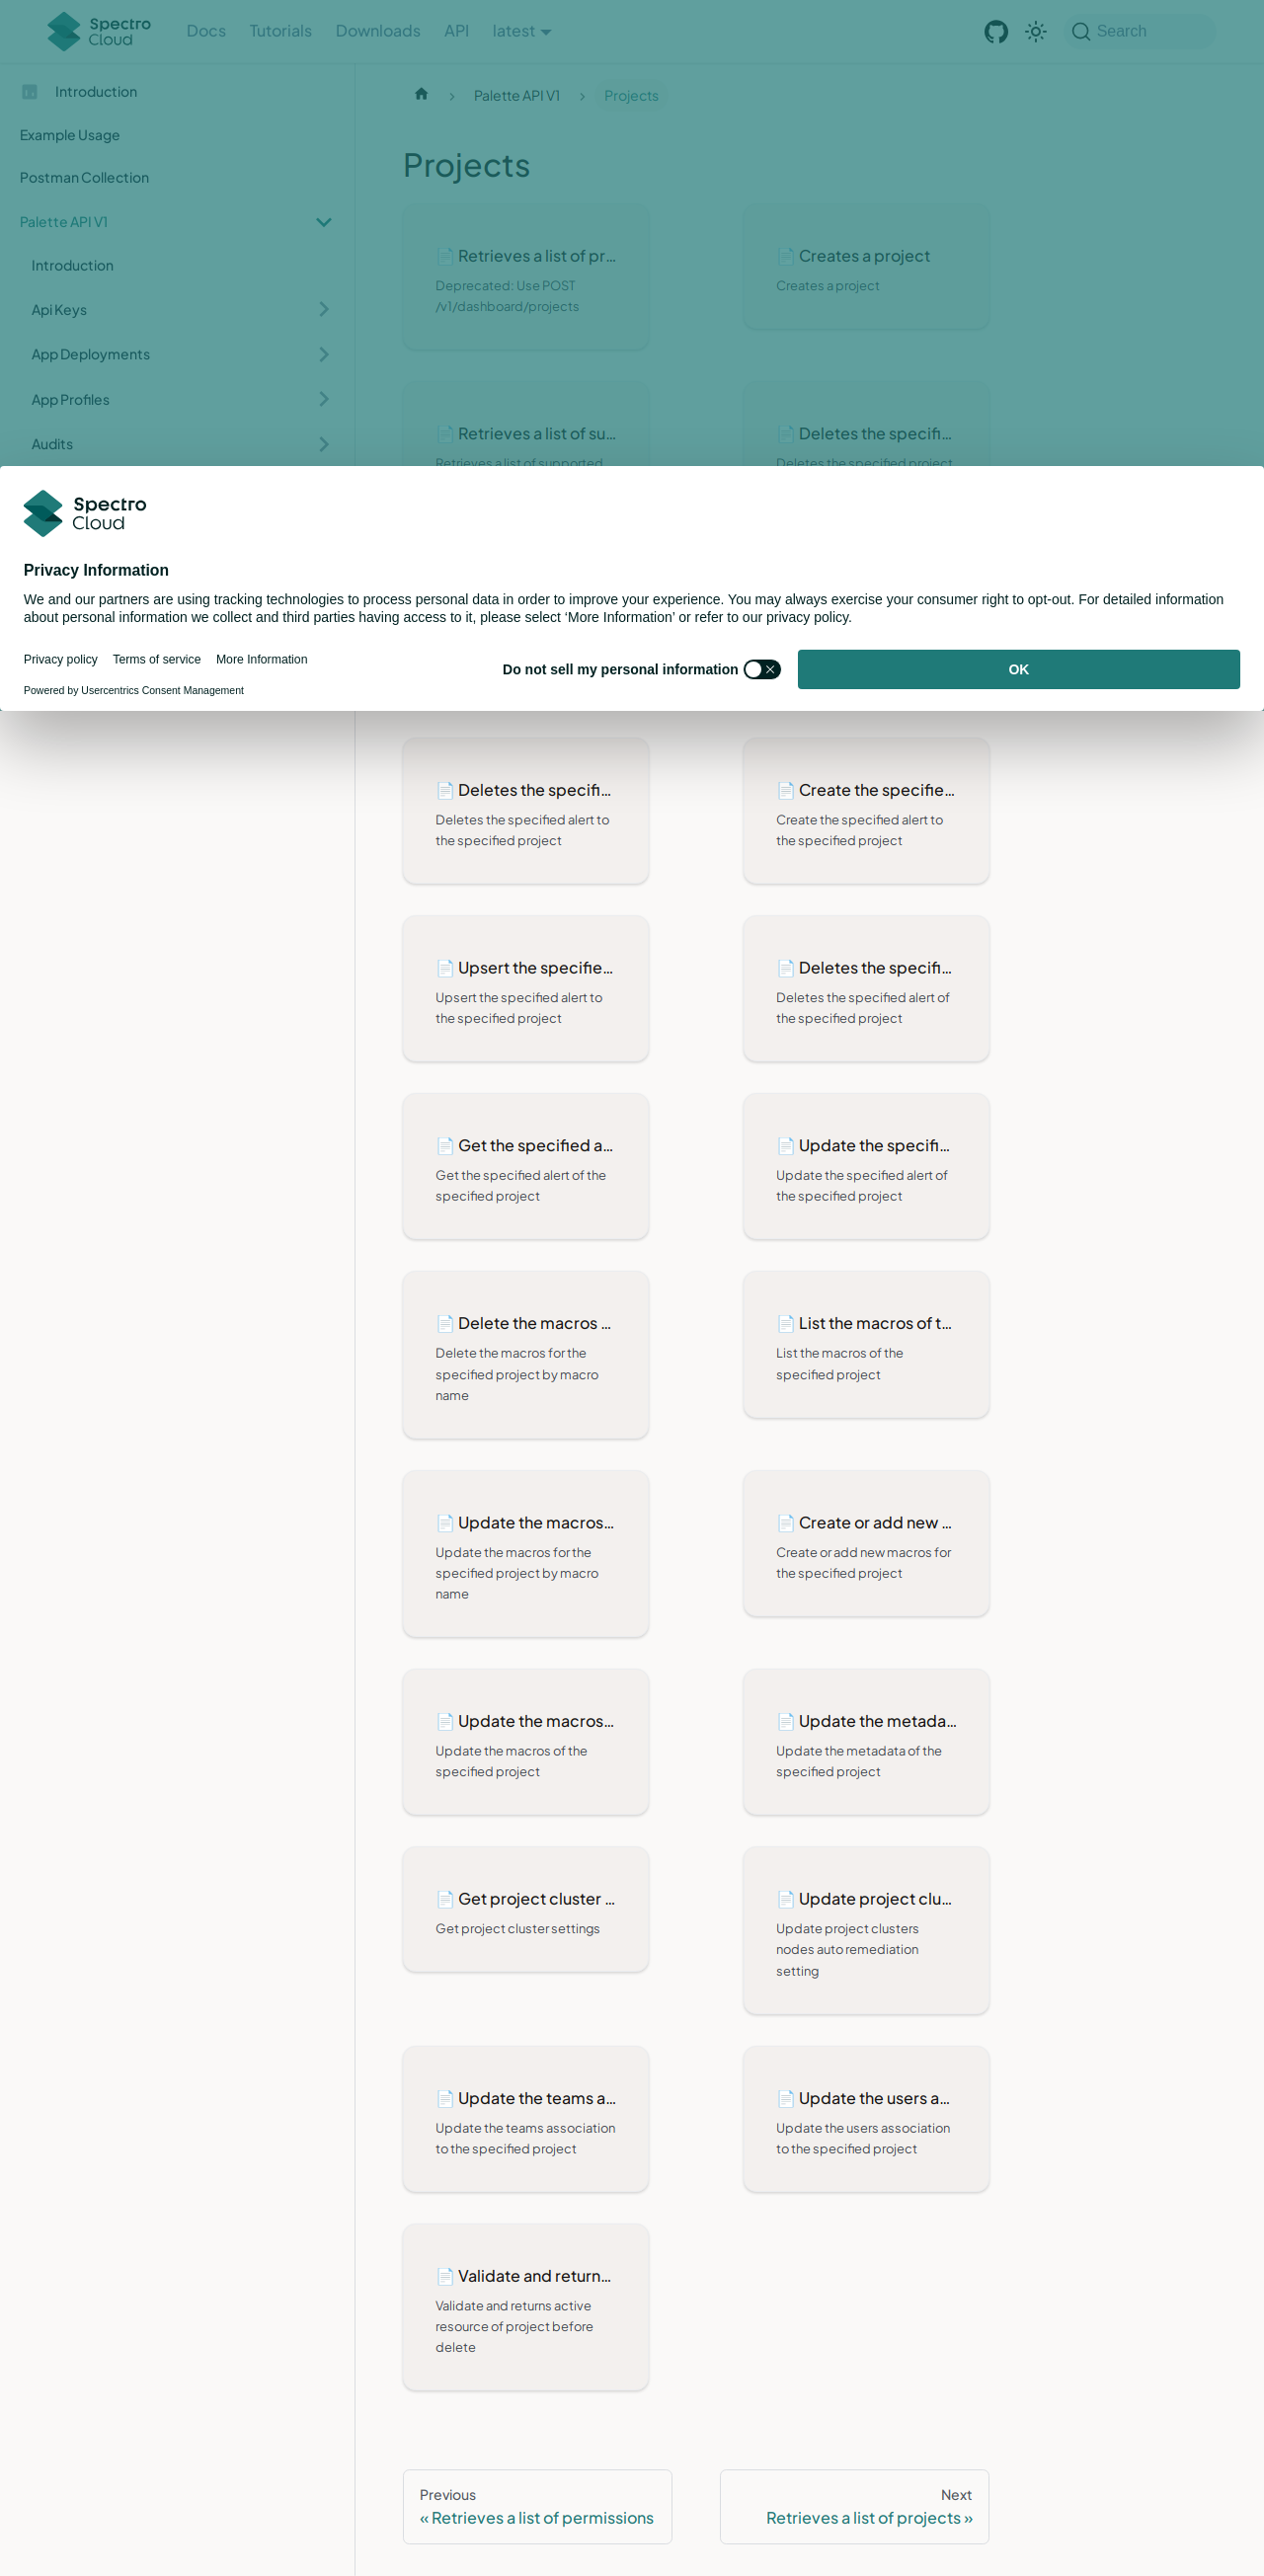 Spectro Cloud
Docs
Tutorials
Downloads
API
latest
Search
Introduction
Example Usage
Postman Collection
Palette API V1
Introduction
Api Keys
App Deployments
App Profiles
Audits
Palette API V1
Projects
Projects
Retrieves a list of pr...
Deprecated: Use POST
/v1/dashboard/projects
Creates a project
Creates a project
Retrieves a list of su...
Retrieves a list of supported
Deletes the specifi...
Deletes the specified project
Spectro
Cloud
Privacy Information
We and our partners are using tracking technologies to process personal data in order to improve your experience. You may always exercise your consumer right to opt-out. For detailed information
about personal information we collect and third parties having access to it, please select ‘More Information’ or refer to our privacy policy.
Privacy policy
Terms of service
More Information
Powered by Usercentrics Consent Management
Do not sell my personal information
OK
Deletes the specifi...
Deletes the specified alert to
the specified project
Create the specifie...
Create the specified alert to
the specified project
Upsert the specifie...
Upsert the specified alert to
the specified project
Deletes the specifi...
Deletes the specified alert of
the specified project
Get the specified a...
Get the specified alert of the
specified project
Update the specifi...
Update the specified alert of
the specified project
Delete the macros ...
Delete the macros for the
specified project by macro
name
List the macros of t...
List the macros of the
specified project
Update the macros...
Update the macros for the
specified project by macro
name
Create or add new ...
Create or add new macros for
the specified project
Update the macros...
Update the macros of the
specified project
Update the metada...
Update the metadata of the
specified project
Get project cluster ...
Get project cluster settings
Update project clu...
Update project clusters
nodes auto remediation
setting
Update the teams a...
Update the teams association
to the specified project
Update the users a...
Update the users association
to the specified project
Validate and return...
Validate and returns active
resource of project before
delete
Previous
« Retrieves a list of permissions
Next
Retrieves a list of projects »